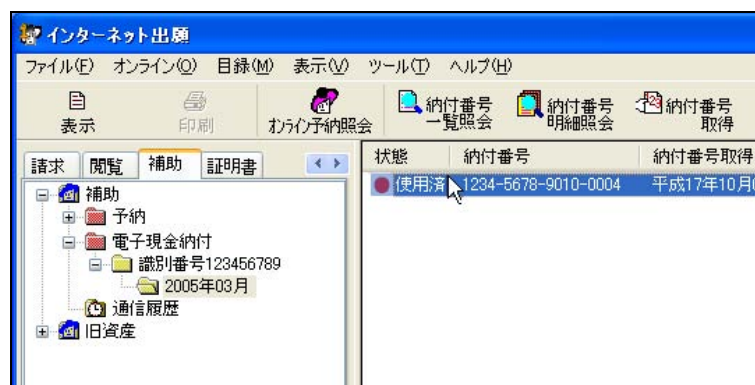 インターネット出願
ファイル(F) オンライン(O) 目録(M) 表示(V) ツール(T) ヘルプ(H)
表示
印刷
オンライン予納照会
納付番号一覧照会
納付番号明細照会
納付番号取得
請求 閲覧 補助 証明書
状態 納付番号 納付番号取得
使用済 1234-5678-9010-0004 平成17年10月
補助
予納
電子現金納付
識別番号123456789
2005年03月
通信履歴
旧資産